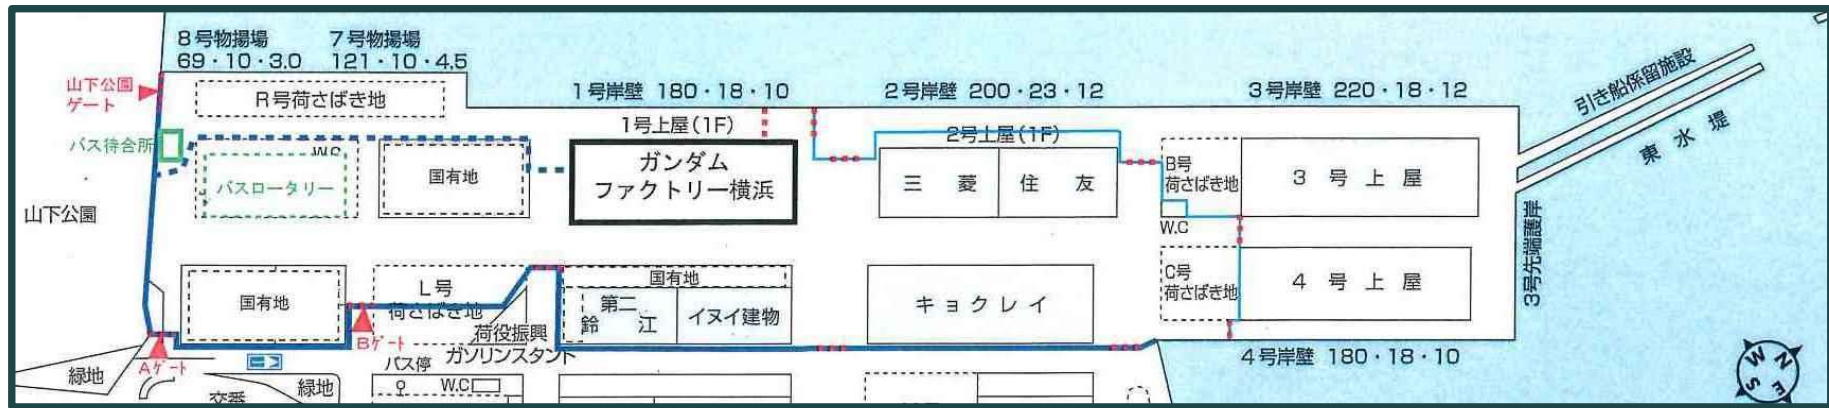 8号物揚場
69・10・3.0
7号物揚場
121・10・4.5
山下公園
ゲート
R号荷さばき地
1号岸壁 180・18・10
2号岸壁 200・23・12
3号岸壁 220・18・12
引き船係留施設
東水堤
1号上屋(1F)
2号上屋(1F)
バス待合所
W.C
バスロータリー
国有地
ガンダム
ファクトリー横浜
三菱
住友
B号
荷さばき地
3号上屋
山下公園
W.C
3号先端護岸
国有地
L号
荷さばき地
国有地
第二
鈴江
イヌイ建物
キョクレイ
C号
荷さばき地
4号上屋
荷役振興
ガソリンスタンド
Aゲート
Bゲート
バス停
4号岸壁 180・18・10
緑地
緑地
交番
W.C
W
N
S
E